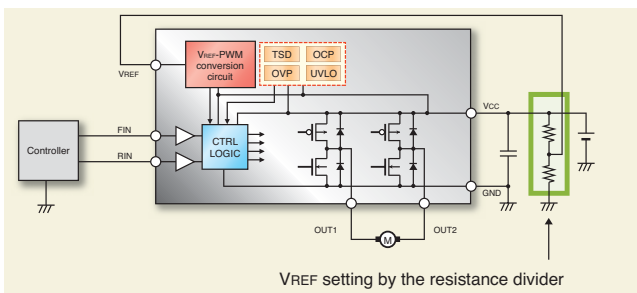 VREF
VREF-PWM
conversion
circuit
TSD
OCP
OVP
UVLO
VCC
Controller
FIN
RIN
CTRL
LOGIC
GND
OUT1
M
OUT2
VREF setting by the resistance divider